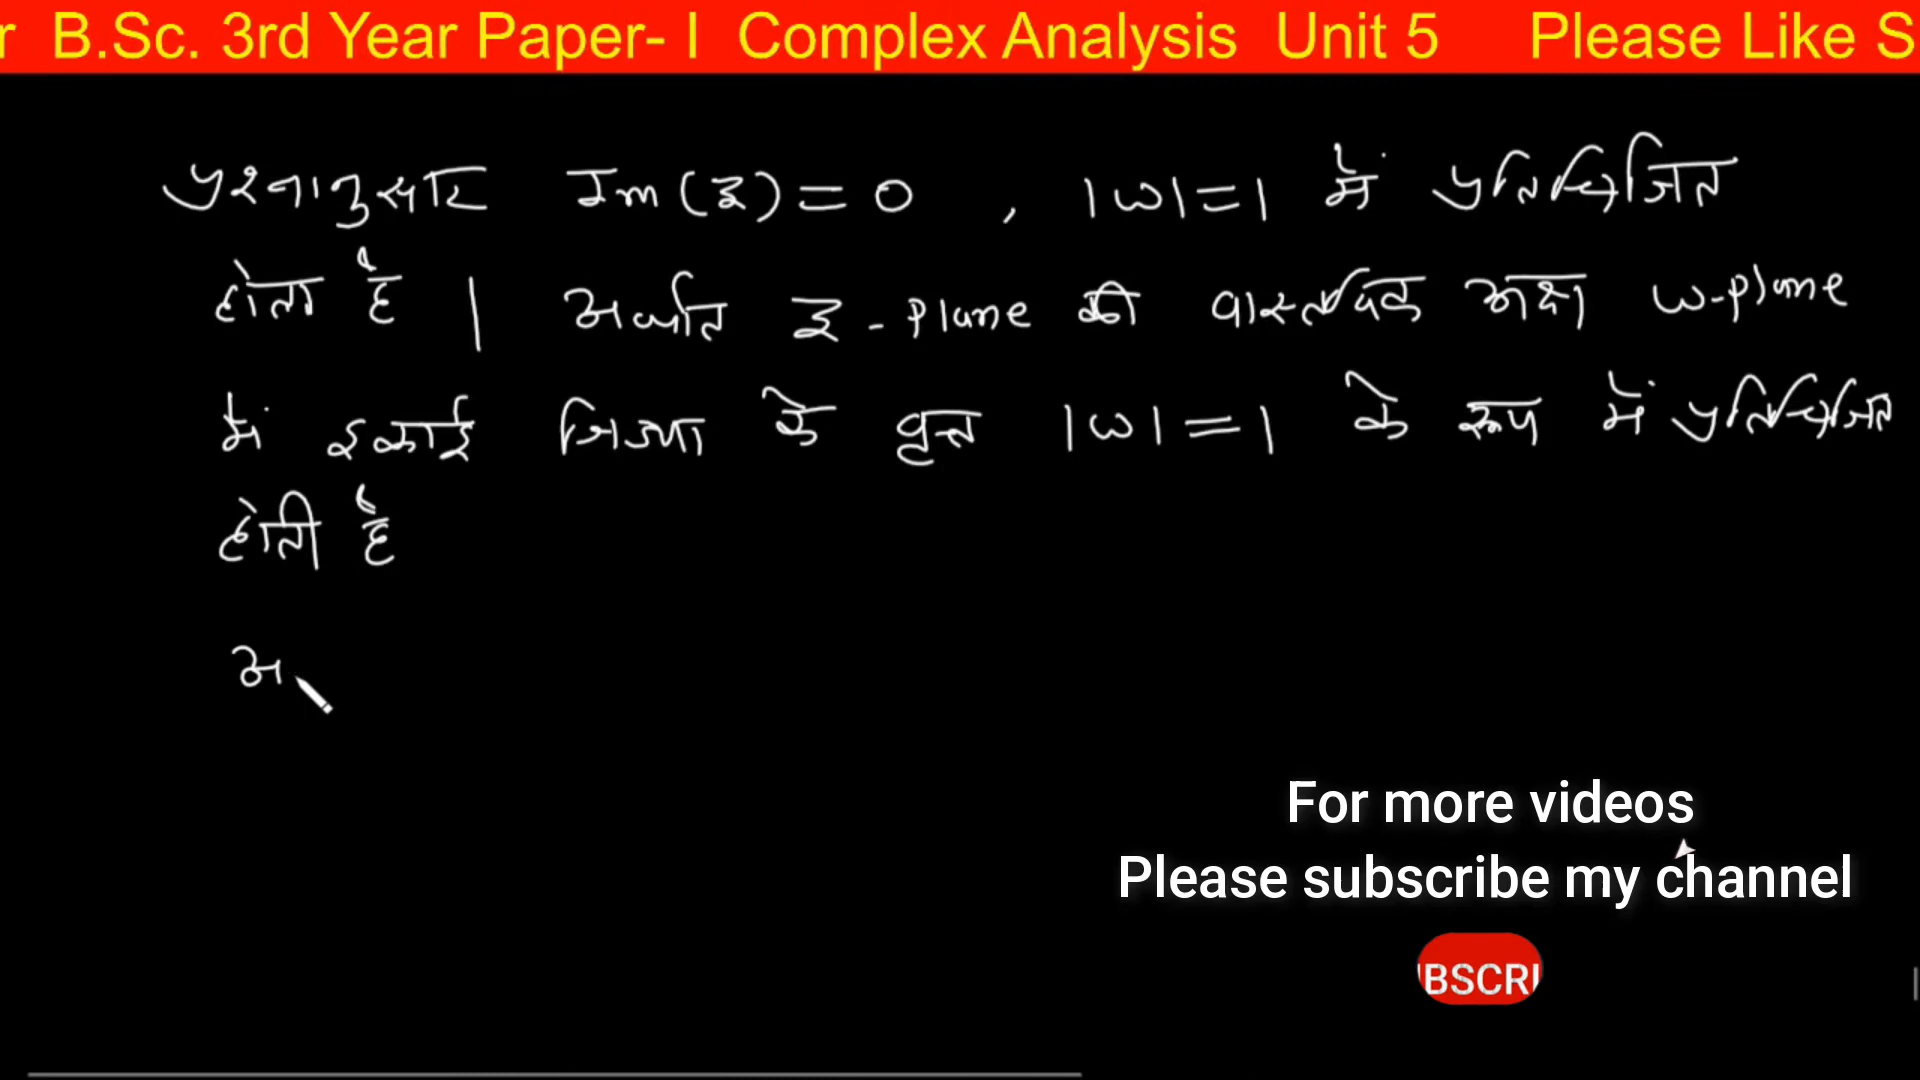 r B.Sc. 3rd Year Paper- I Complex Analysis Unit 5 Please Like S
प्रश्नानुसार Im(z) = 0 , |w| = 1 में प्रतिचित्रित
होता है | अर्थात z - plane की वास्तविक अक्ष w-plane
में इकाई त्रिज्या के वृत्त |w| = 1 के रूप में प्रतिचित्रित
होती है
अ
For more videos
Please subscribe my channel
IBSCRI